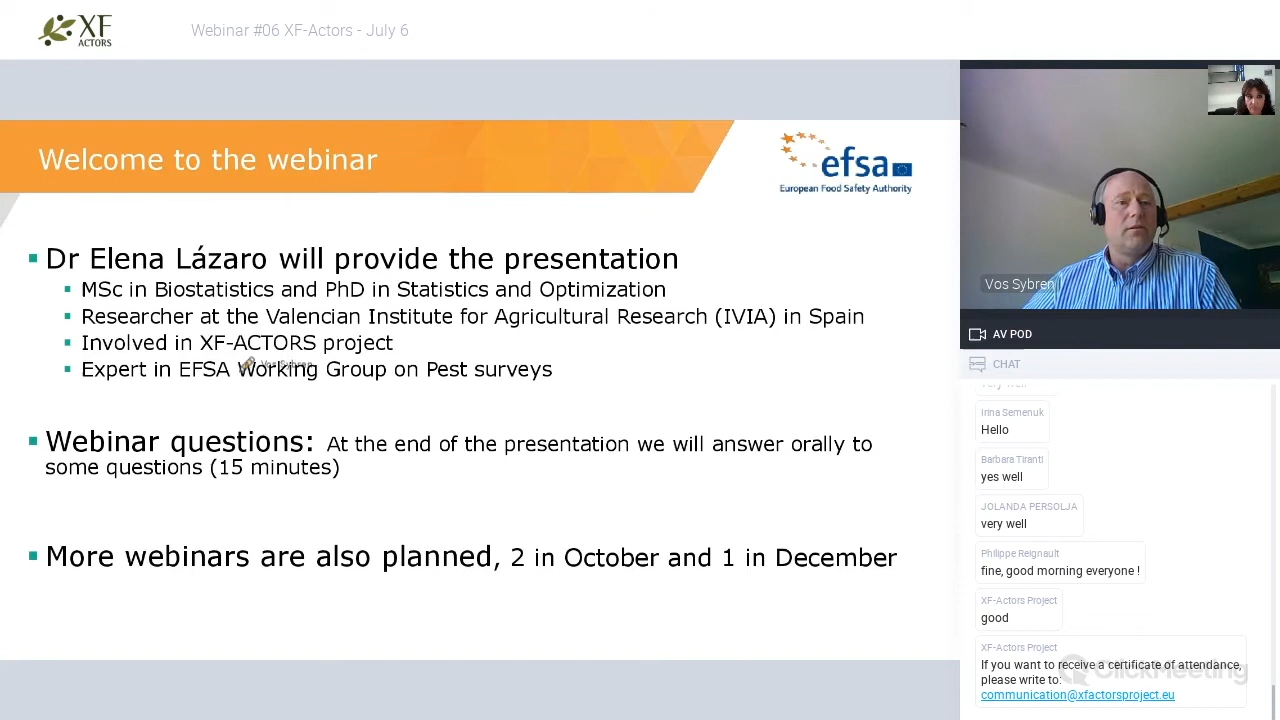 XF
ACTORS
Webinar #06 XF-Actors - July 6
Welcome to the webinar
efsa
European Food Safety Authority
Dr Elena Lázaro will provide the presentation
MSc in Biostatistics and PhD in Statistics and Optimization
Researcher at the Valencian Institute for Agricultural Research (IVIA) in Spain
Involved in XF-ACTORS project
Vos Sybren
Expert in EFSA Working Group on Pest surveys
Webinar questions: At the end of the presentation we will answer orally to
some questions (15 minutes)
More webinars are also planned, 2 in October and 1 in December
Vos Sybren
AV POD
CHAT
very well
Irina Semenuk
Hello
Barbara Tiranti
yes well
JOLANDA PERSOLJA
very well
Philippe Reignault
fine, good morning everyone !
XF-Actors Project
good
XF-Actors Project
If you want to receive a certificate of attendance,
please write to:
communication@xfactorsproject.eu
ClickMeeting